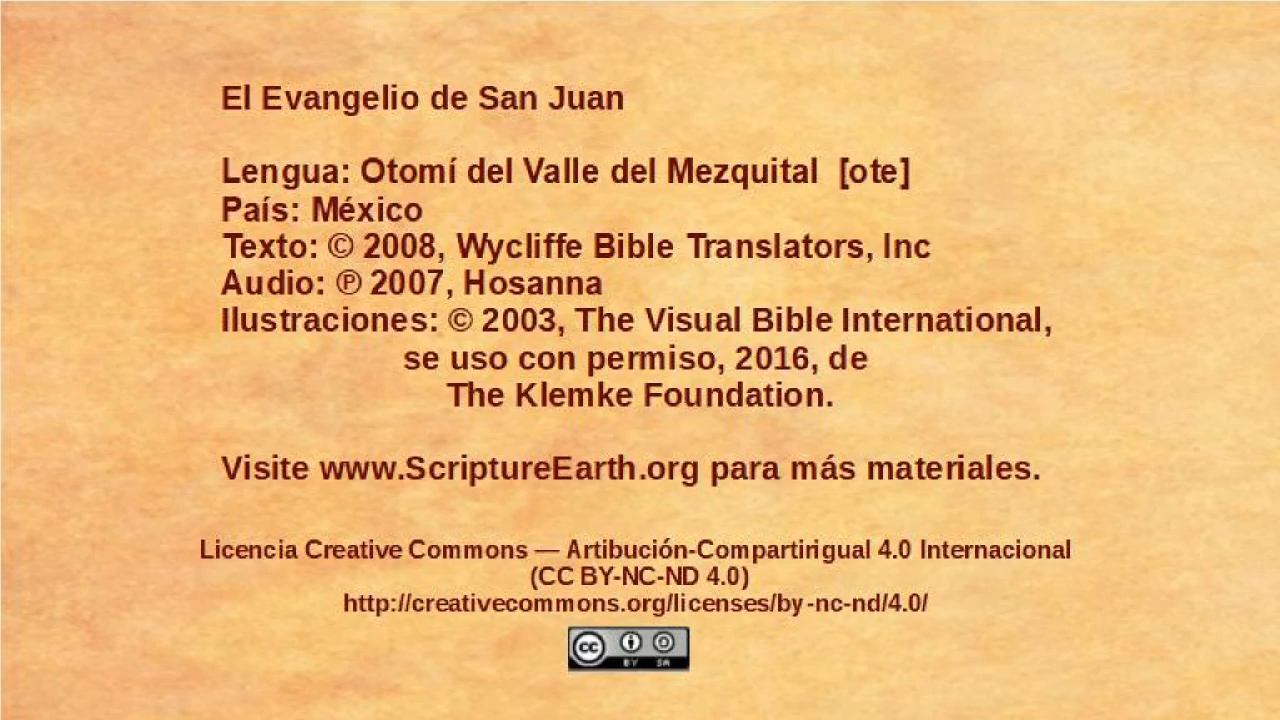 El Evangelio de San Juan
Lengua: Otomí del Valle del Mezquital [ote]
País: México
Texto: © 2008, Wycliffe Bible Translators, Inc
Audio: ℗ 2007, Hosanna
Ilustraciones: © 2003, The Visual Bible International,
se uso con permiso, 2016, de
The Klemke Foundation.
Visite www.ScriptureEarth.org para más materiales.
Licencia Creative Commons — Artibución-Compartirigual 4.0 Internacional
(CC BY-NC-ND 4.0)
http://creativecommons.org/licenses/by-nc-nd/4.0/
cc BY SA